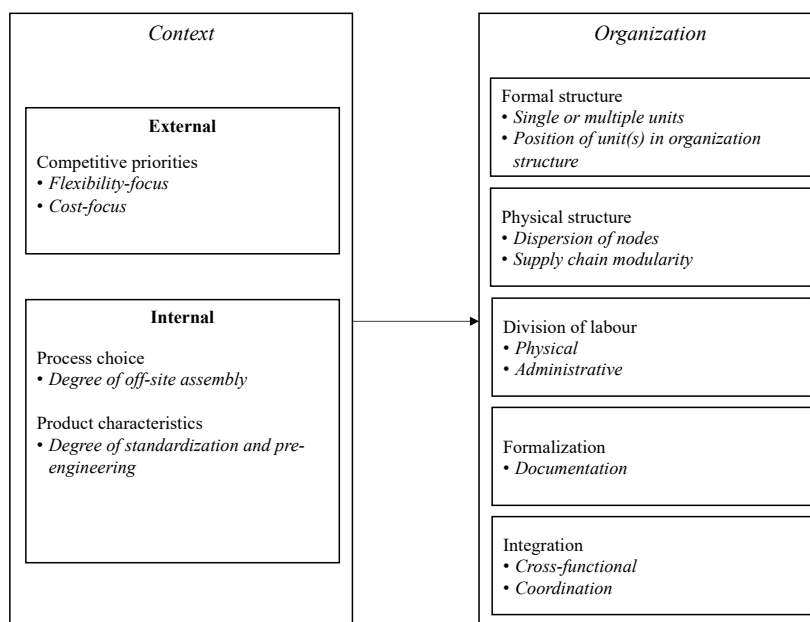 Context
External
Competitive priorities
• Flexibility-focus
• Cost-focus
Internal
Process choice
• Degree of off-site assembly
Product characteristics
• Degree of standardization and pre-
engineering
Organization
Formal structure
• Single or multiple units
• Position of unit(s) in organization
structure
Physical structure
• Dispersion of nodes
• Supply chain modularity
Division of labour
• Physical
• Administrative
Formalization
• Documentation
Integration
• Cross-functional
• Coordination